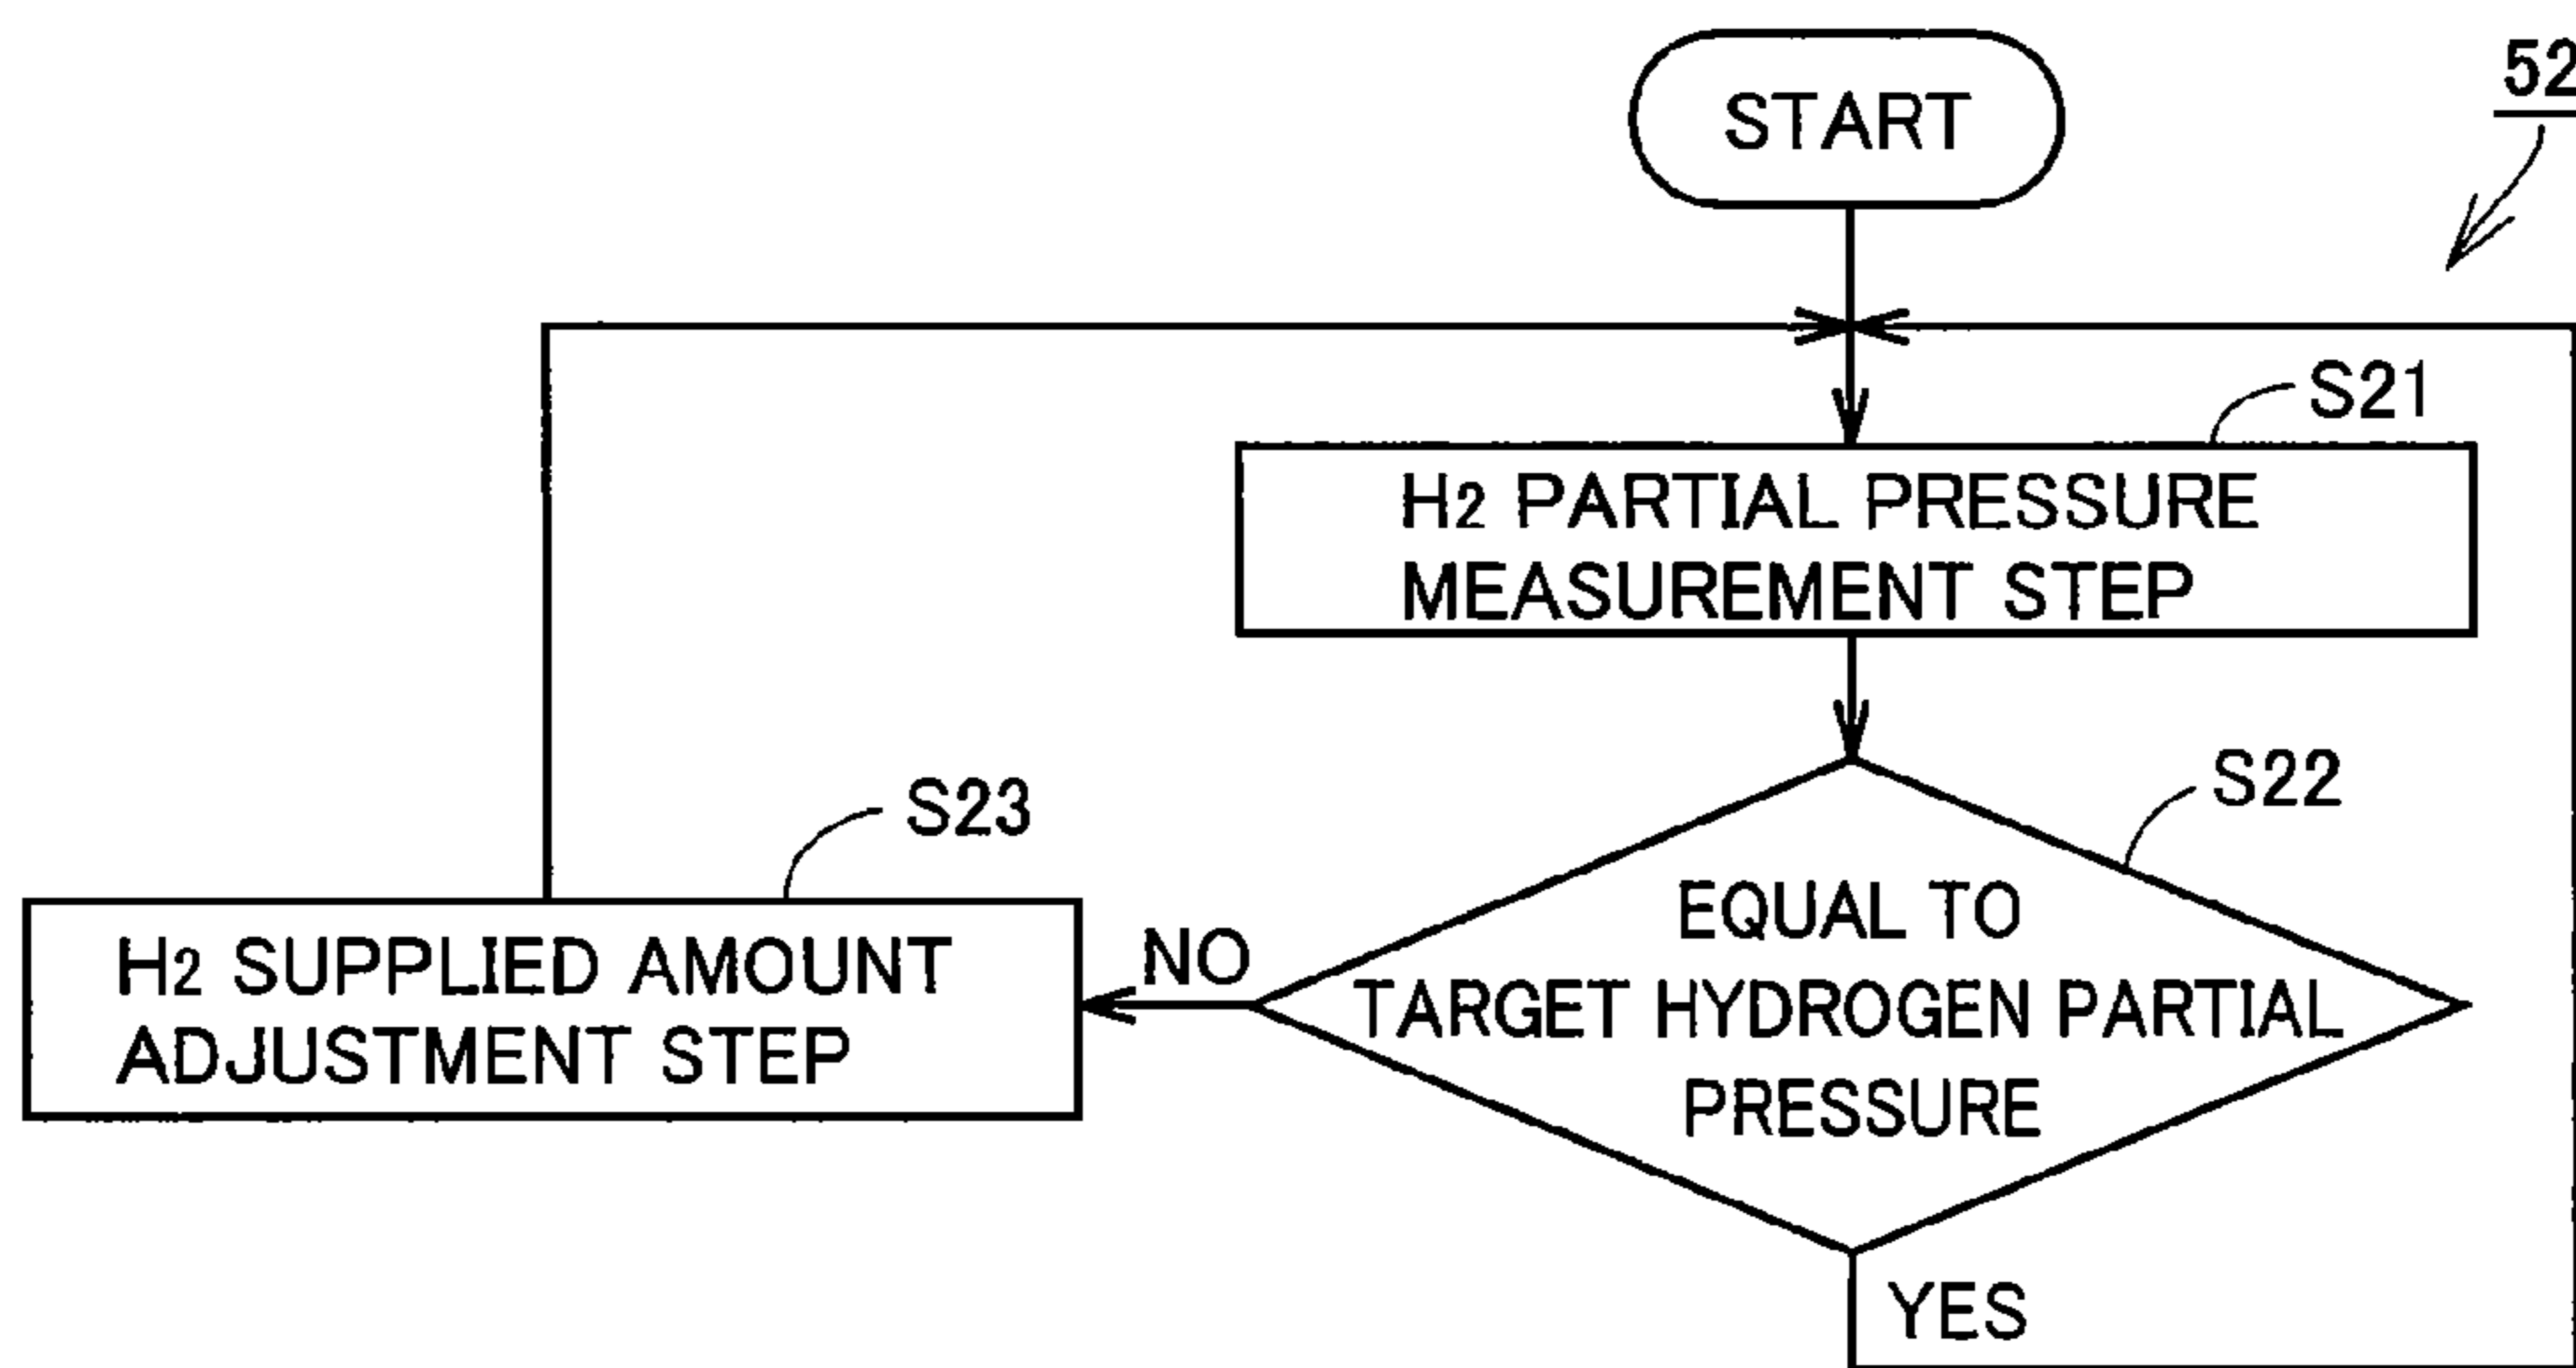 START
52
S21
H2 PARTIAL PRESSURE
MEASUREMENT STEP
S22
S23
EQUAL TO
TARGET HYDROGEN PARTIAL
PRESSURE
NO
H2 SUPPLIED AMOUNT
ADJUSTMENT STEP
YES